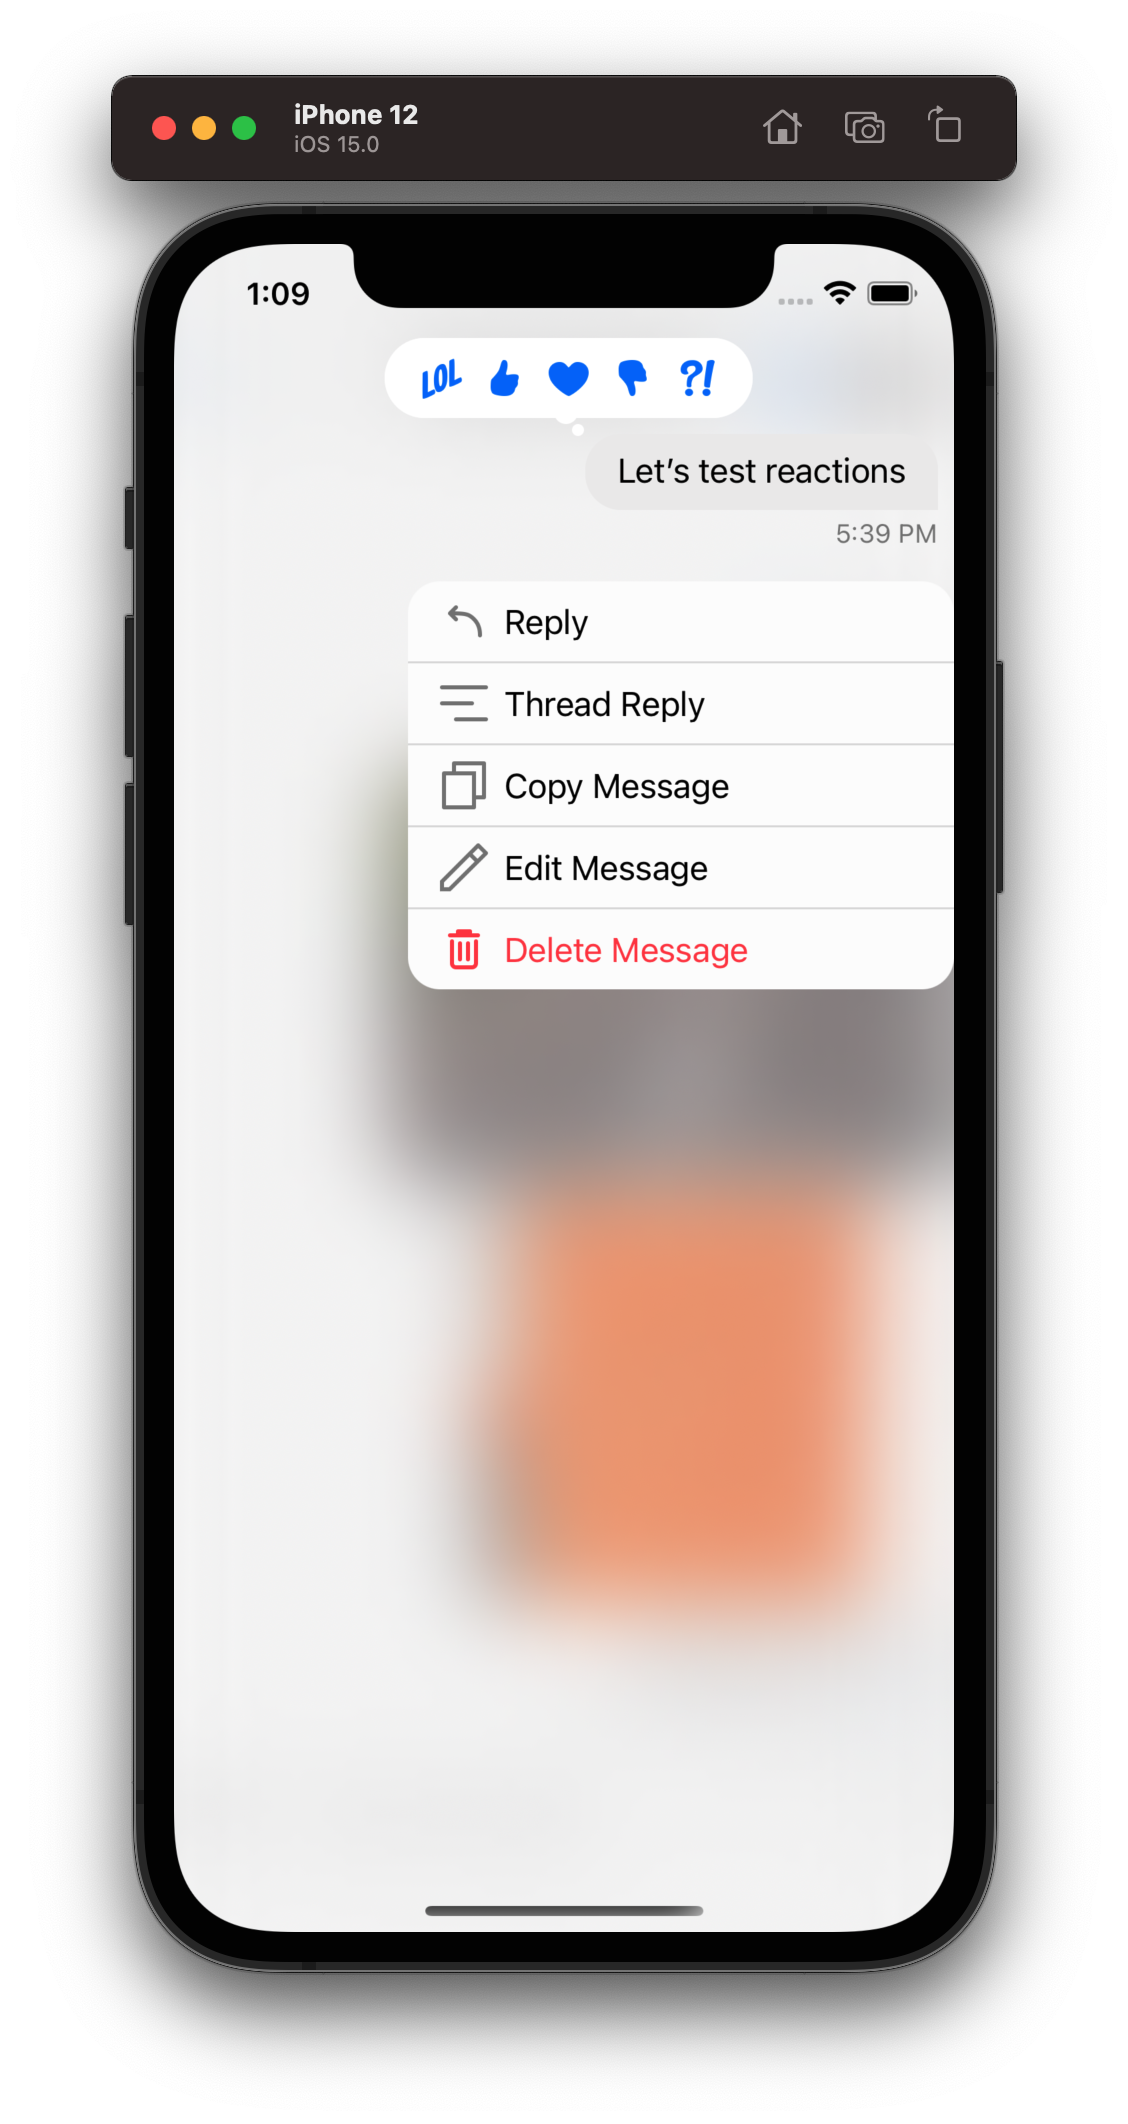 iPhone 12
iOS 15.0
1:09
LOL ?!
Let’s test reactions
5:39 PM
Reply
Thread Reply
Copy Message
Edit Message
Delete Message